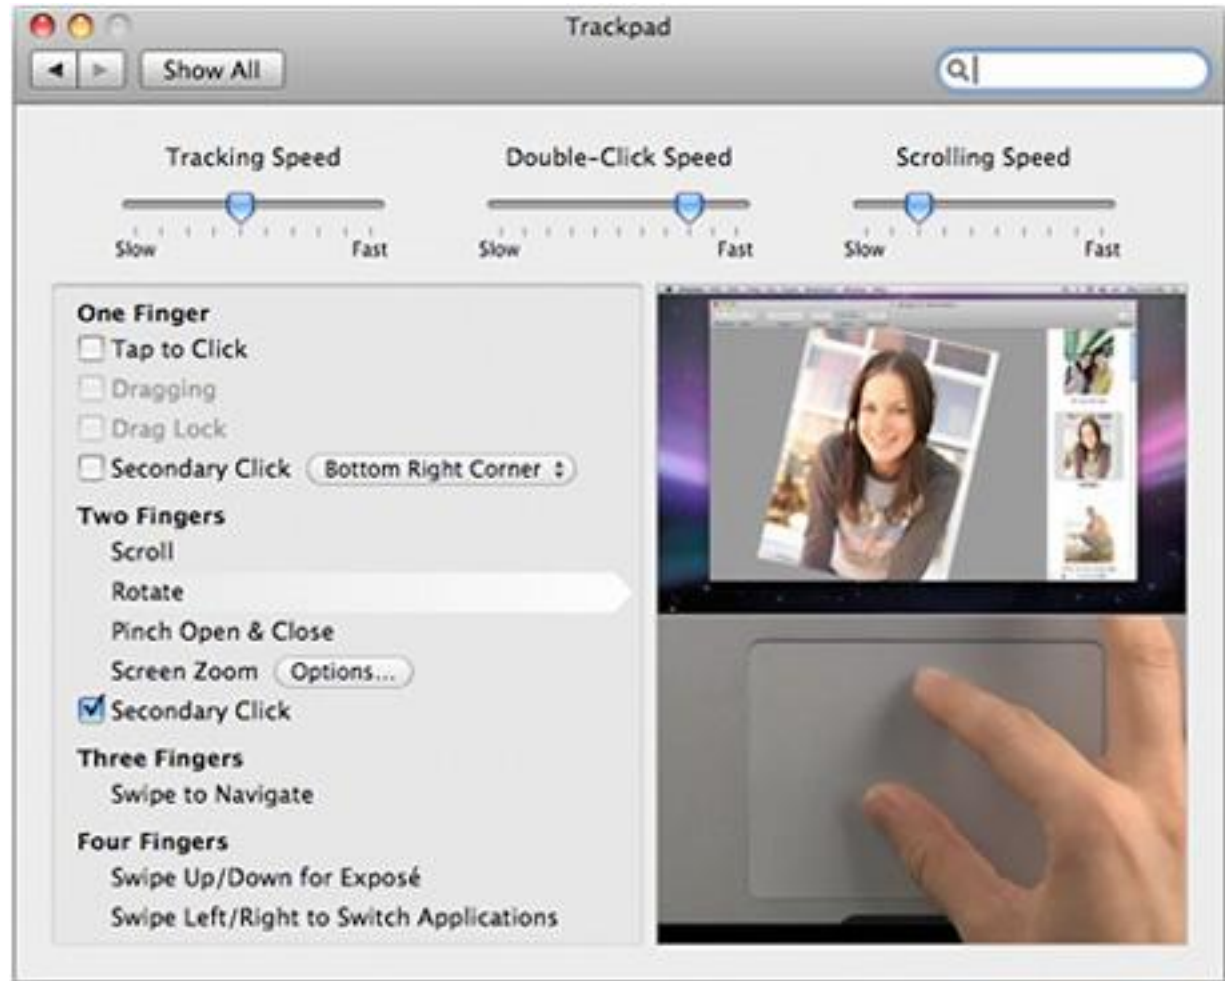 Trackpad
Show All
Tracking Speed Double-Click Speed Scrolling Speed
Slow Fast Slow Fast Slow Fast
One Finger
Tap to Click
Dragging
Drag Lock
Secondary Click Bottom Right Corner
Two Fingers
Scroll
Rotate
Pinch Open & Close
Screen Zoom Options...
Secondary Click
Three Fingers
Swipe to Navigate
Four Fingers
Swipe Up/Down for Exposé
Swipe Left/Right to Switch Applications